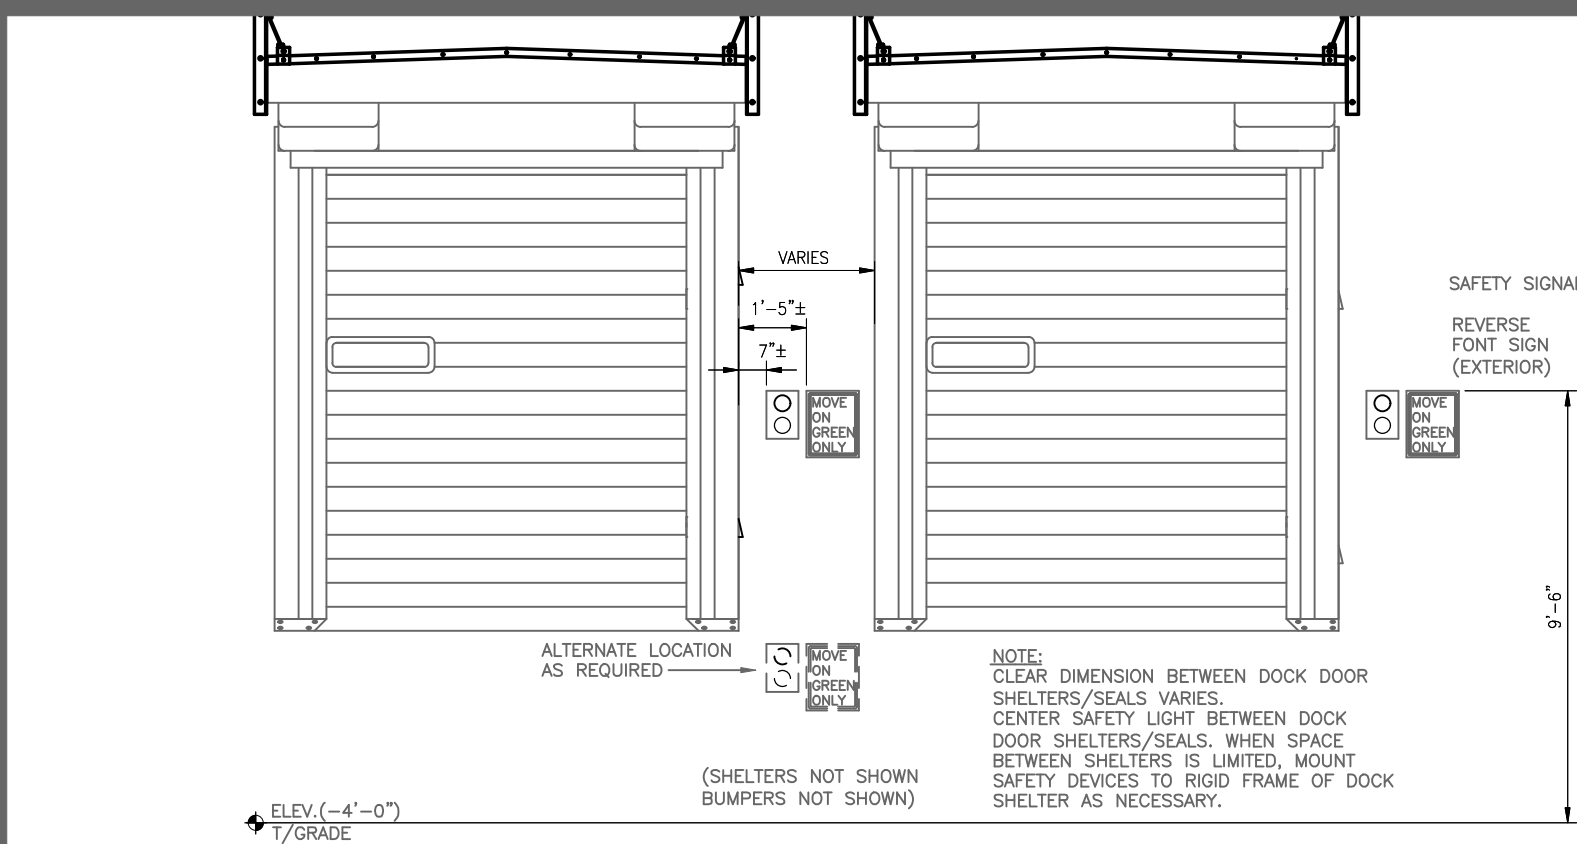 VARIES
1'-5"±
7"±
MOVE
ON
GREEN
ONLY
SAFETY SIGNAL
REVERSE
FONT SIGN
(EXTERIOR)
MOVE
ON
GREEN
ONLY
9'-6"
ALTERNATE LOCATION
AS REQUIRED
MOVE
ON
GREEN
ONLY
NOTE:
CLEAR DIMENSION BETWEEN DOCK DOOR
SHELTERS/SEALS VARIES.
CENTER SAFETY LIGHT BETWEEN DOCK
DOOR SHELTERS/SEALS. WHEN SPACE
BETWEEN SHELTERS IS LIMITED, MOUNT
SAFETY DEVICES TO RIGID FRAME OF DOCK
SHELTER AS NECESSARY.
(SHELTERS NOT SHOWN
BUMPERS NOT SHOWN)
ELEV.(-4'-0")
T/GRADE